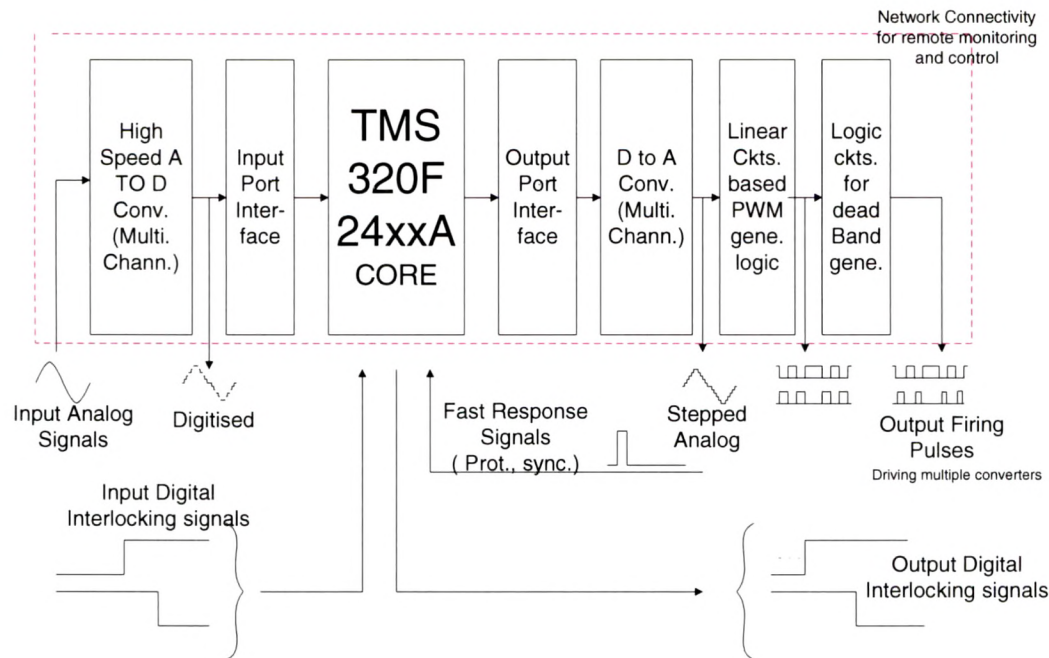 Network Connectivity
for remote monitoring
and control
High
Speed A
TO D
Conv.
(Multi.
Chann.)
Input
Port
Inter-
face
TMS
320F
24xxA
CORE
Output
Port
Inter-
face
D to A
Conv.
(Multi.
Chann.)
Linear
Ckts.
based
PWM
gene.
logic
Logic
ckts.
for
dead
Band
gene.
Input Analog
Signals
Digitised
Fast Response
Signals
( Prot., sync.)
Stepped
Analog
Output Firing
Pulses
Driving multiple converters
Input Digital
Interlocking signals
Output Digital
Interlocking signals